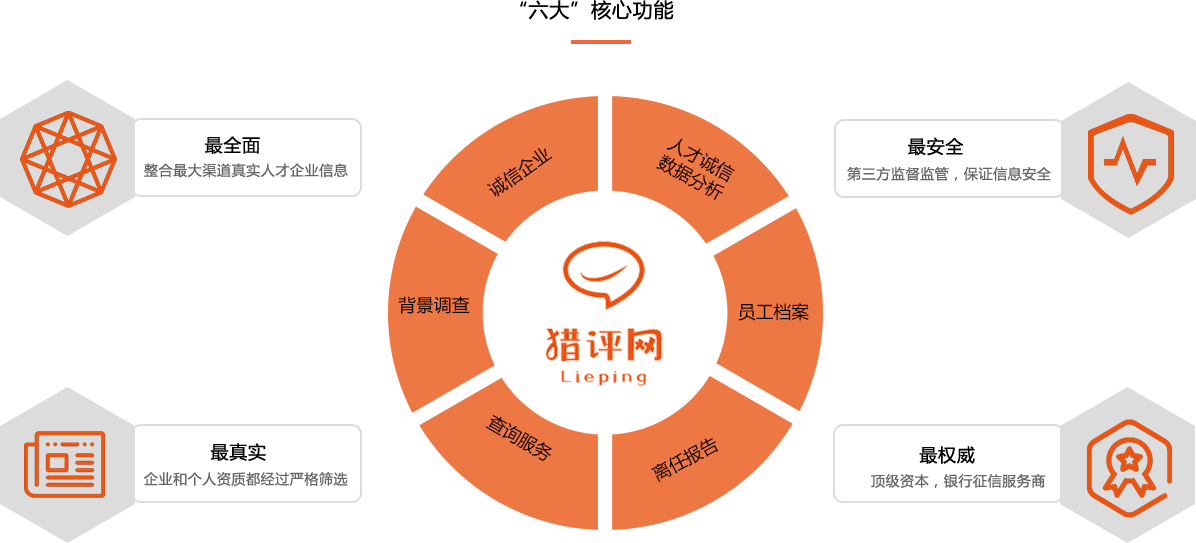 “六大”核心功能
最全面
整合最大渠道真实人才企业信息
最安全
第三方监督监管，保证信息安全
诚信企业
人才诚信
数据分析
背景调查
员工档案
猎评网
Lieping
查询服务
离任报告
最真实
企业和个人资质都经过严格筛选
最权威
顶级资本，银行征信服务商